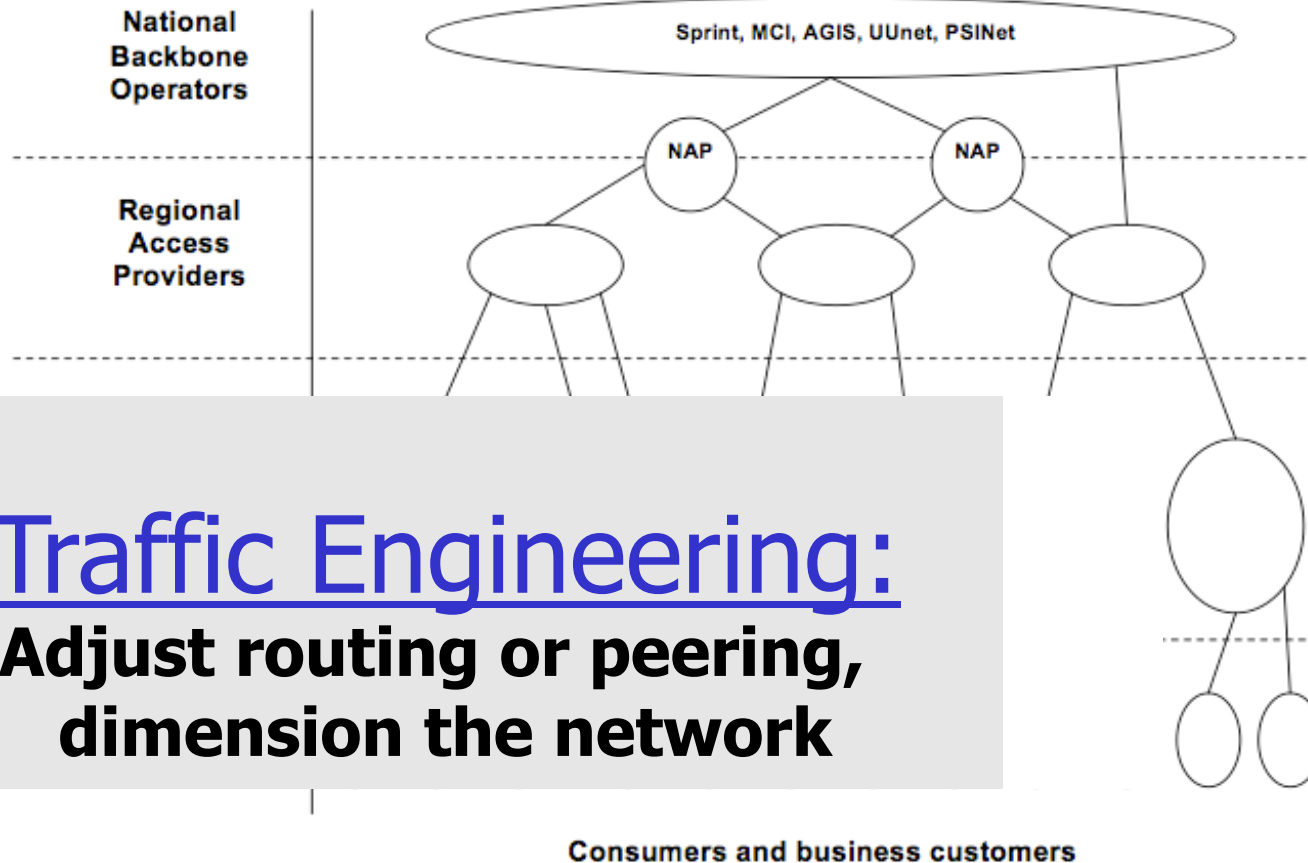 National
Backbone
Operators
Sprint, MCI, AGIS, UUnet, PSINet
NAP
NAP
Regional
Access
Providers
Traffic Engineering:
Adjust routing or peering,
dimension the network
Consumers and business customers